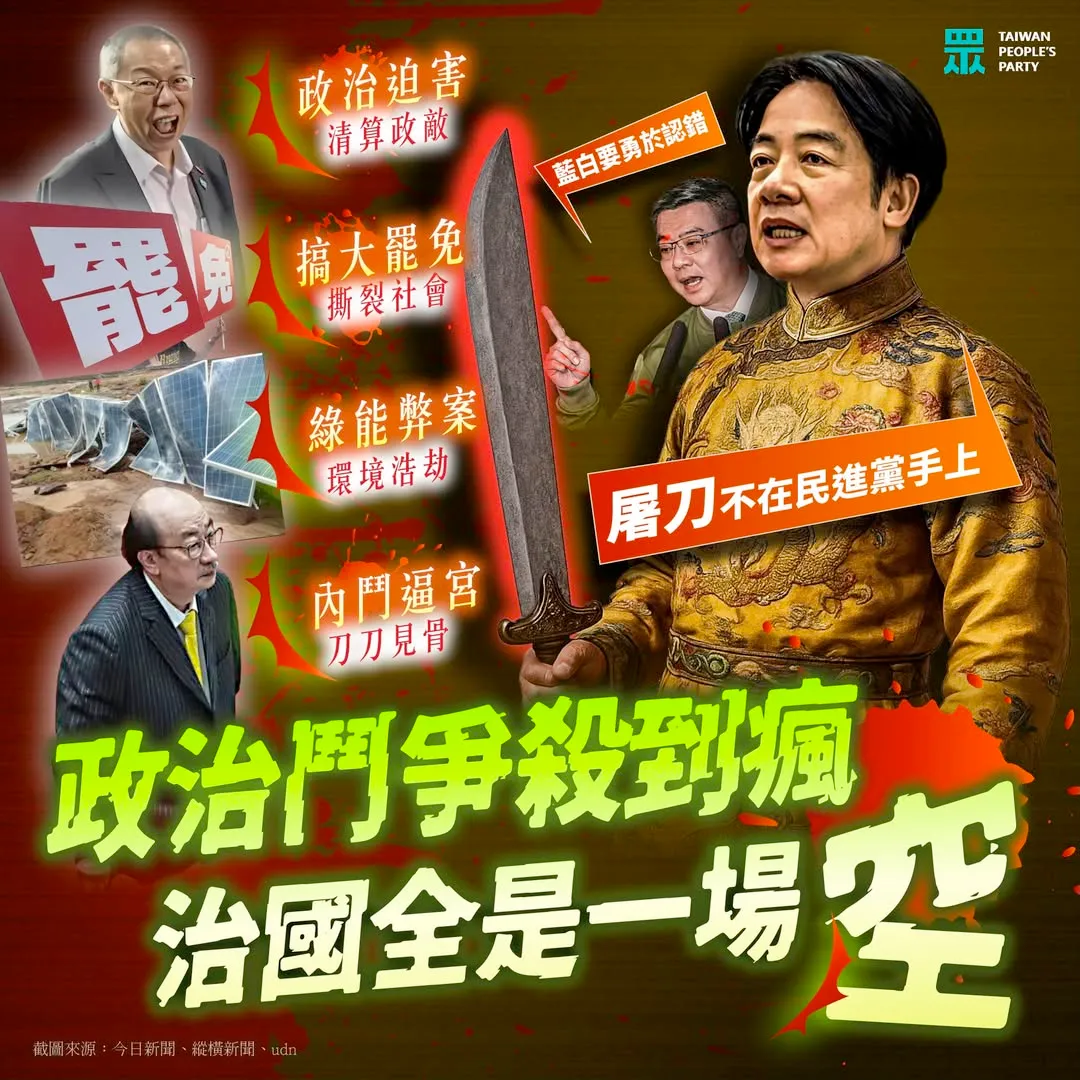 眾 TAIWAN
PEOPLE'S
PARTY
政治迫害
清算政敵
藍白要勇於認錯
罷免
搞大罷免
撕裂社會
綠能弊案
環境浩劫
屠刀不在民進黨手上
內鬥逼宮
刀刀見骨
政治鬥爭殺到瘋
治國全是一場空
截圖來源：今日新聞、縱橫新聞、udn